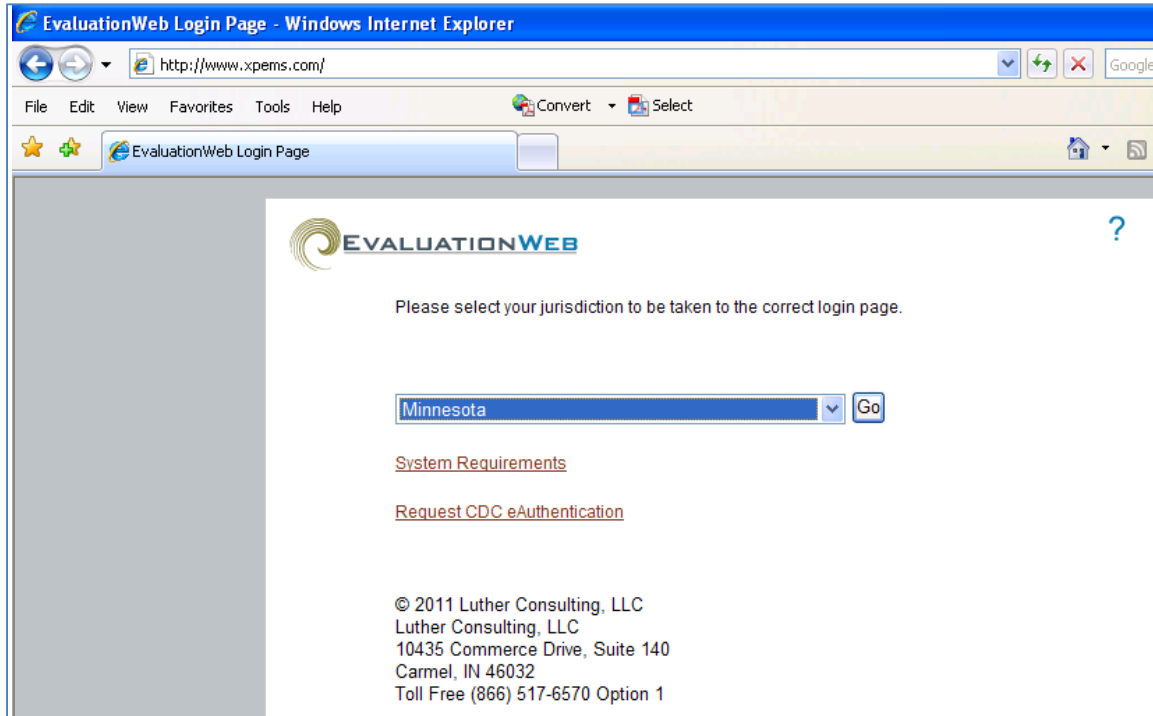 EvaluationWeb Login Page - Windows Internet Explorer
http://www.xpems.com/
Google
File Edit View Favorites Tools Help Convert Select
EvaluationWeb Login Page
EVALUATIONWEB ?
Please select your jurisdiction to be taken to the correct login page.
Minnesota Go
System Requirements
Request CDC eAuthentication
© 2011 Luther Consulting, LLC
Luther Consulting, LLC
10435 Commerce Drive, Suite 140
Carmel, IN 46032
Toll Free (866) 517-6570 Option 1